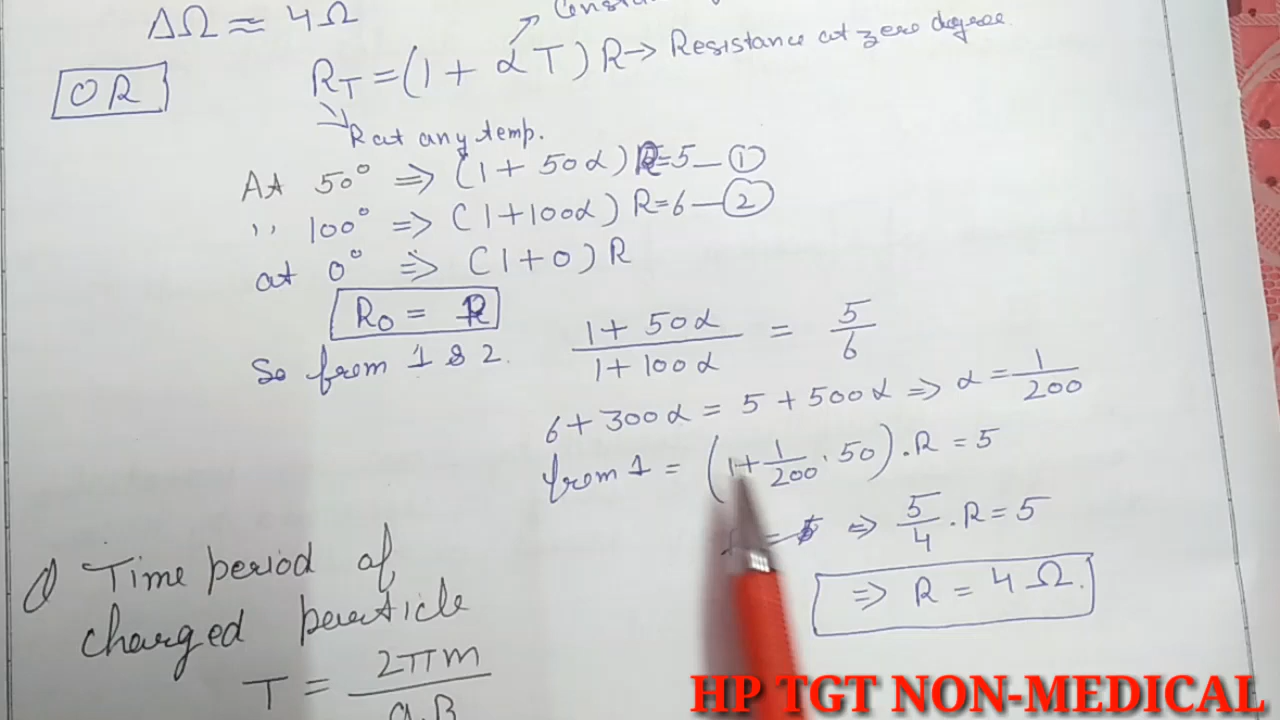 ΔΩ ≈ 4Ω
OR
R_T = (1 + αT) R → Resistance at zero degree
R at any temp.
At 50° ⇒ (1 + 50α) R = 5 — ①
,, 100° ⇒ (1 + 100α) R = 6 — ②
at 0° ⇒ (1 + 0) R
R₀ = R
So from 1 & 2.
(1 + 50α)/(1 + 100α) = 5/6
6 + 300α = 5 + 500α ⇒ α = 1/200
from 1 = (1 + 1/200 · 50) . R = 5
⇒ 5/4 . R = 5
⇒ R = 4Ω.
Time period of
charged particle
T = 2πm/q.B
HP TGT NON-MEDICAL